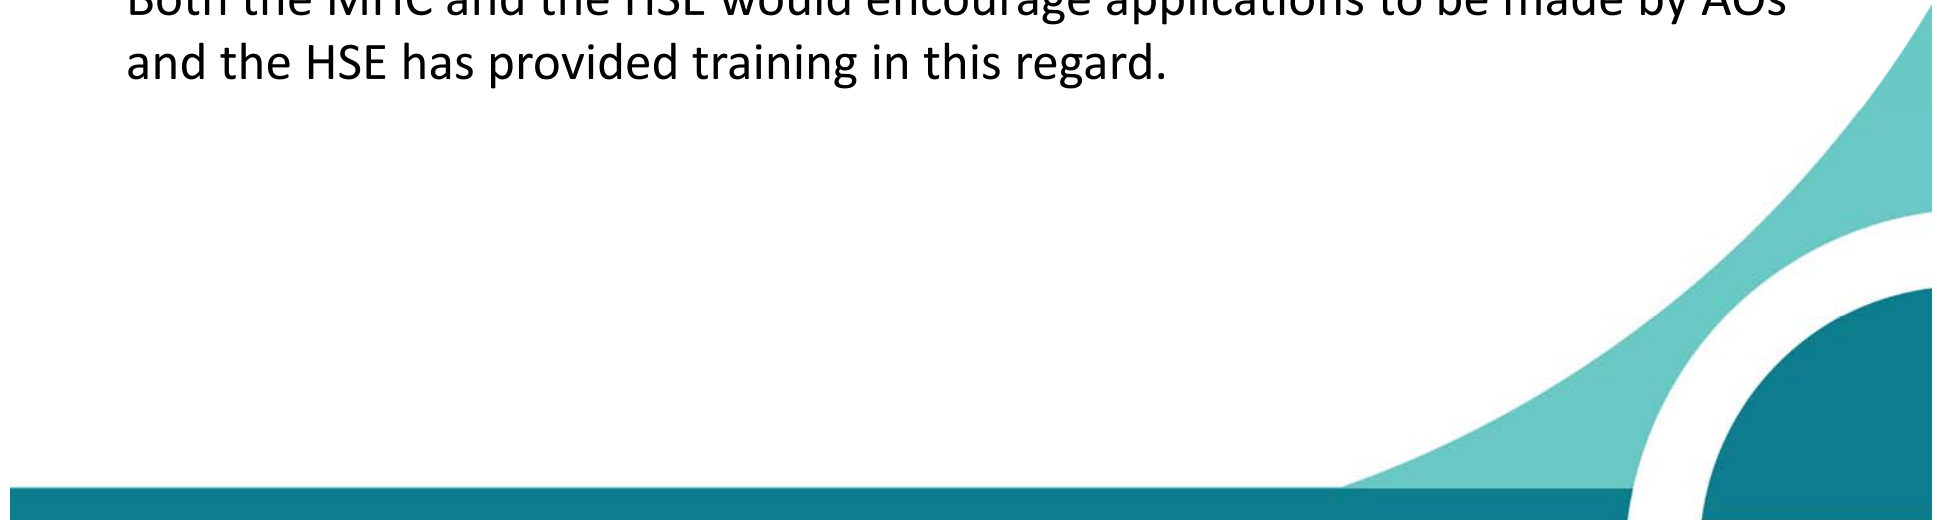 Both the MHC and the HSE would encourage applications to be made by AOs
and the HSE has provided training in this regard.